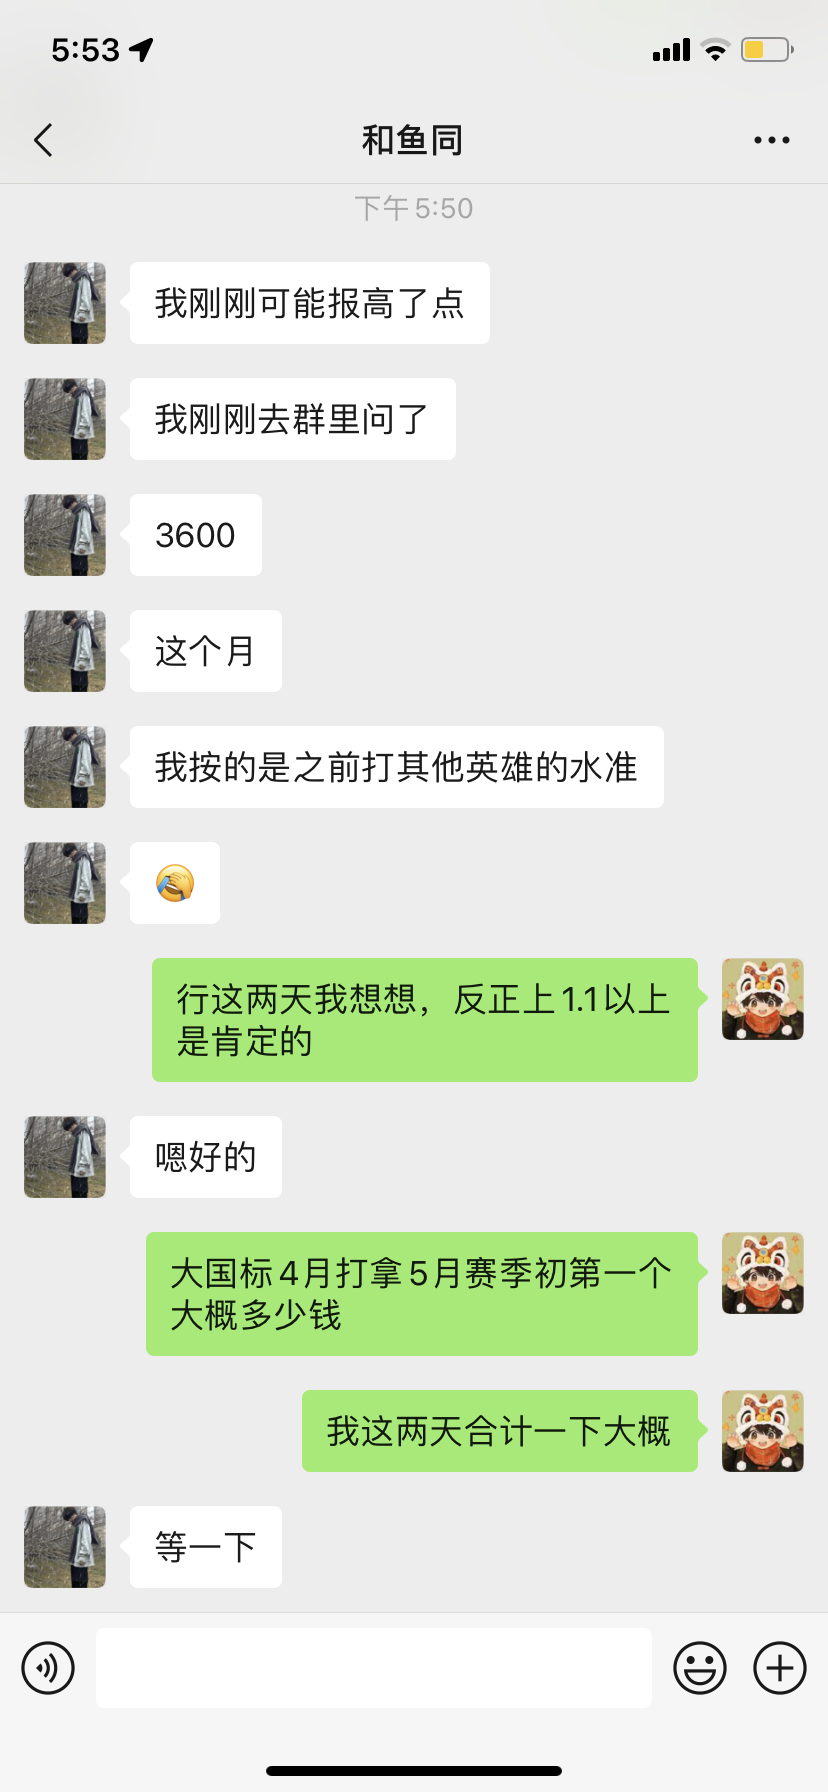 5:53
和鱼同
下午 5:50
我刚刚可能报高了点
我刚刚去群里问了
3600
这个月
我按的是之前打其他英雄的水准
行这两天我想想，反正上1.1以上
是肯定的
嗯好的
大国标4月打拿5月赛季初第一个
大概多少钱
我这两天合计一下大概
等一下